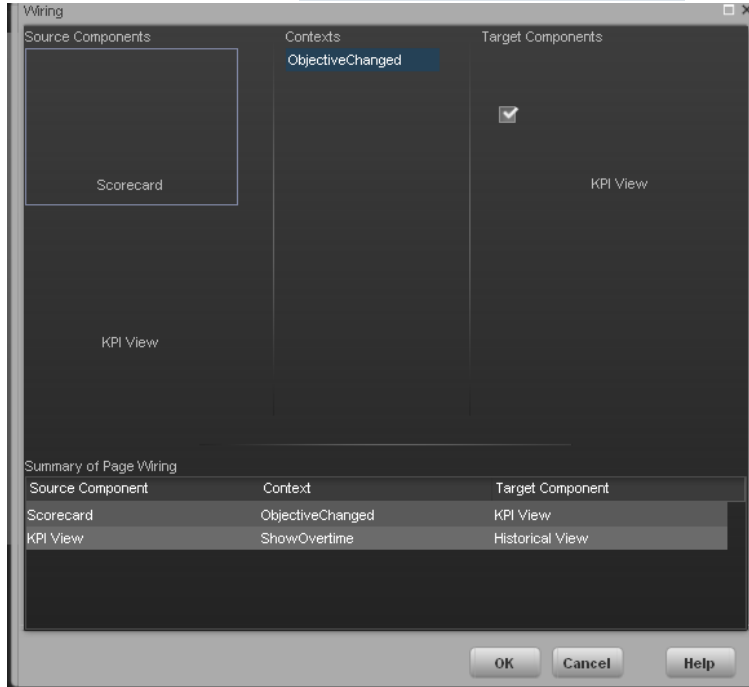 Wiring
Source Components Contexts Target Components
ObjectiveChanged
Scorecard KPI View
KPI View
Summary of Page Wiring
Source Component Context Target Component
Scorecard ObjectiveChanged KPI View
KPI View ShowOvertime Historical View
OK Cancel Help